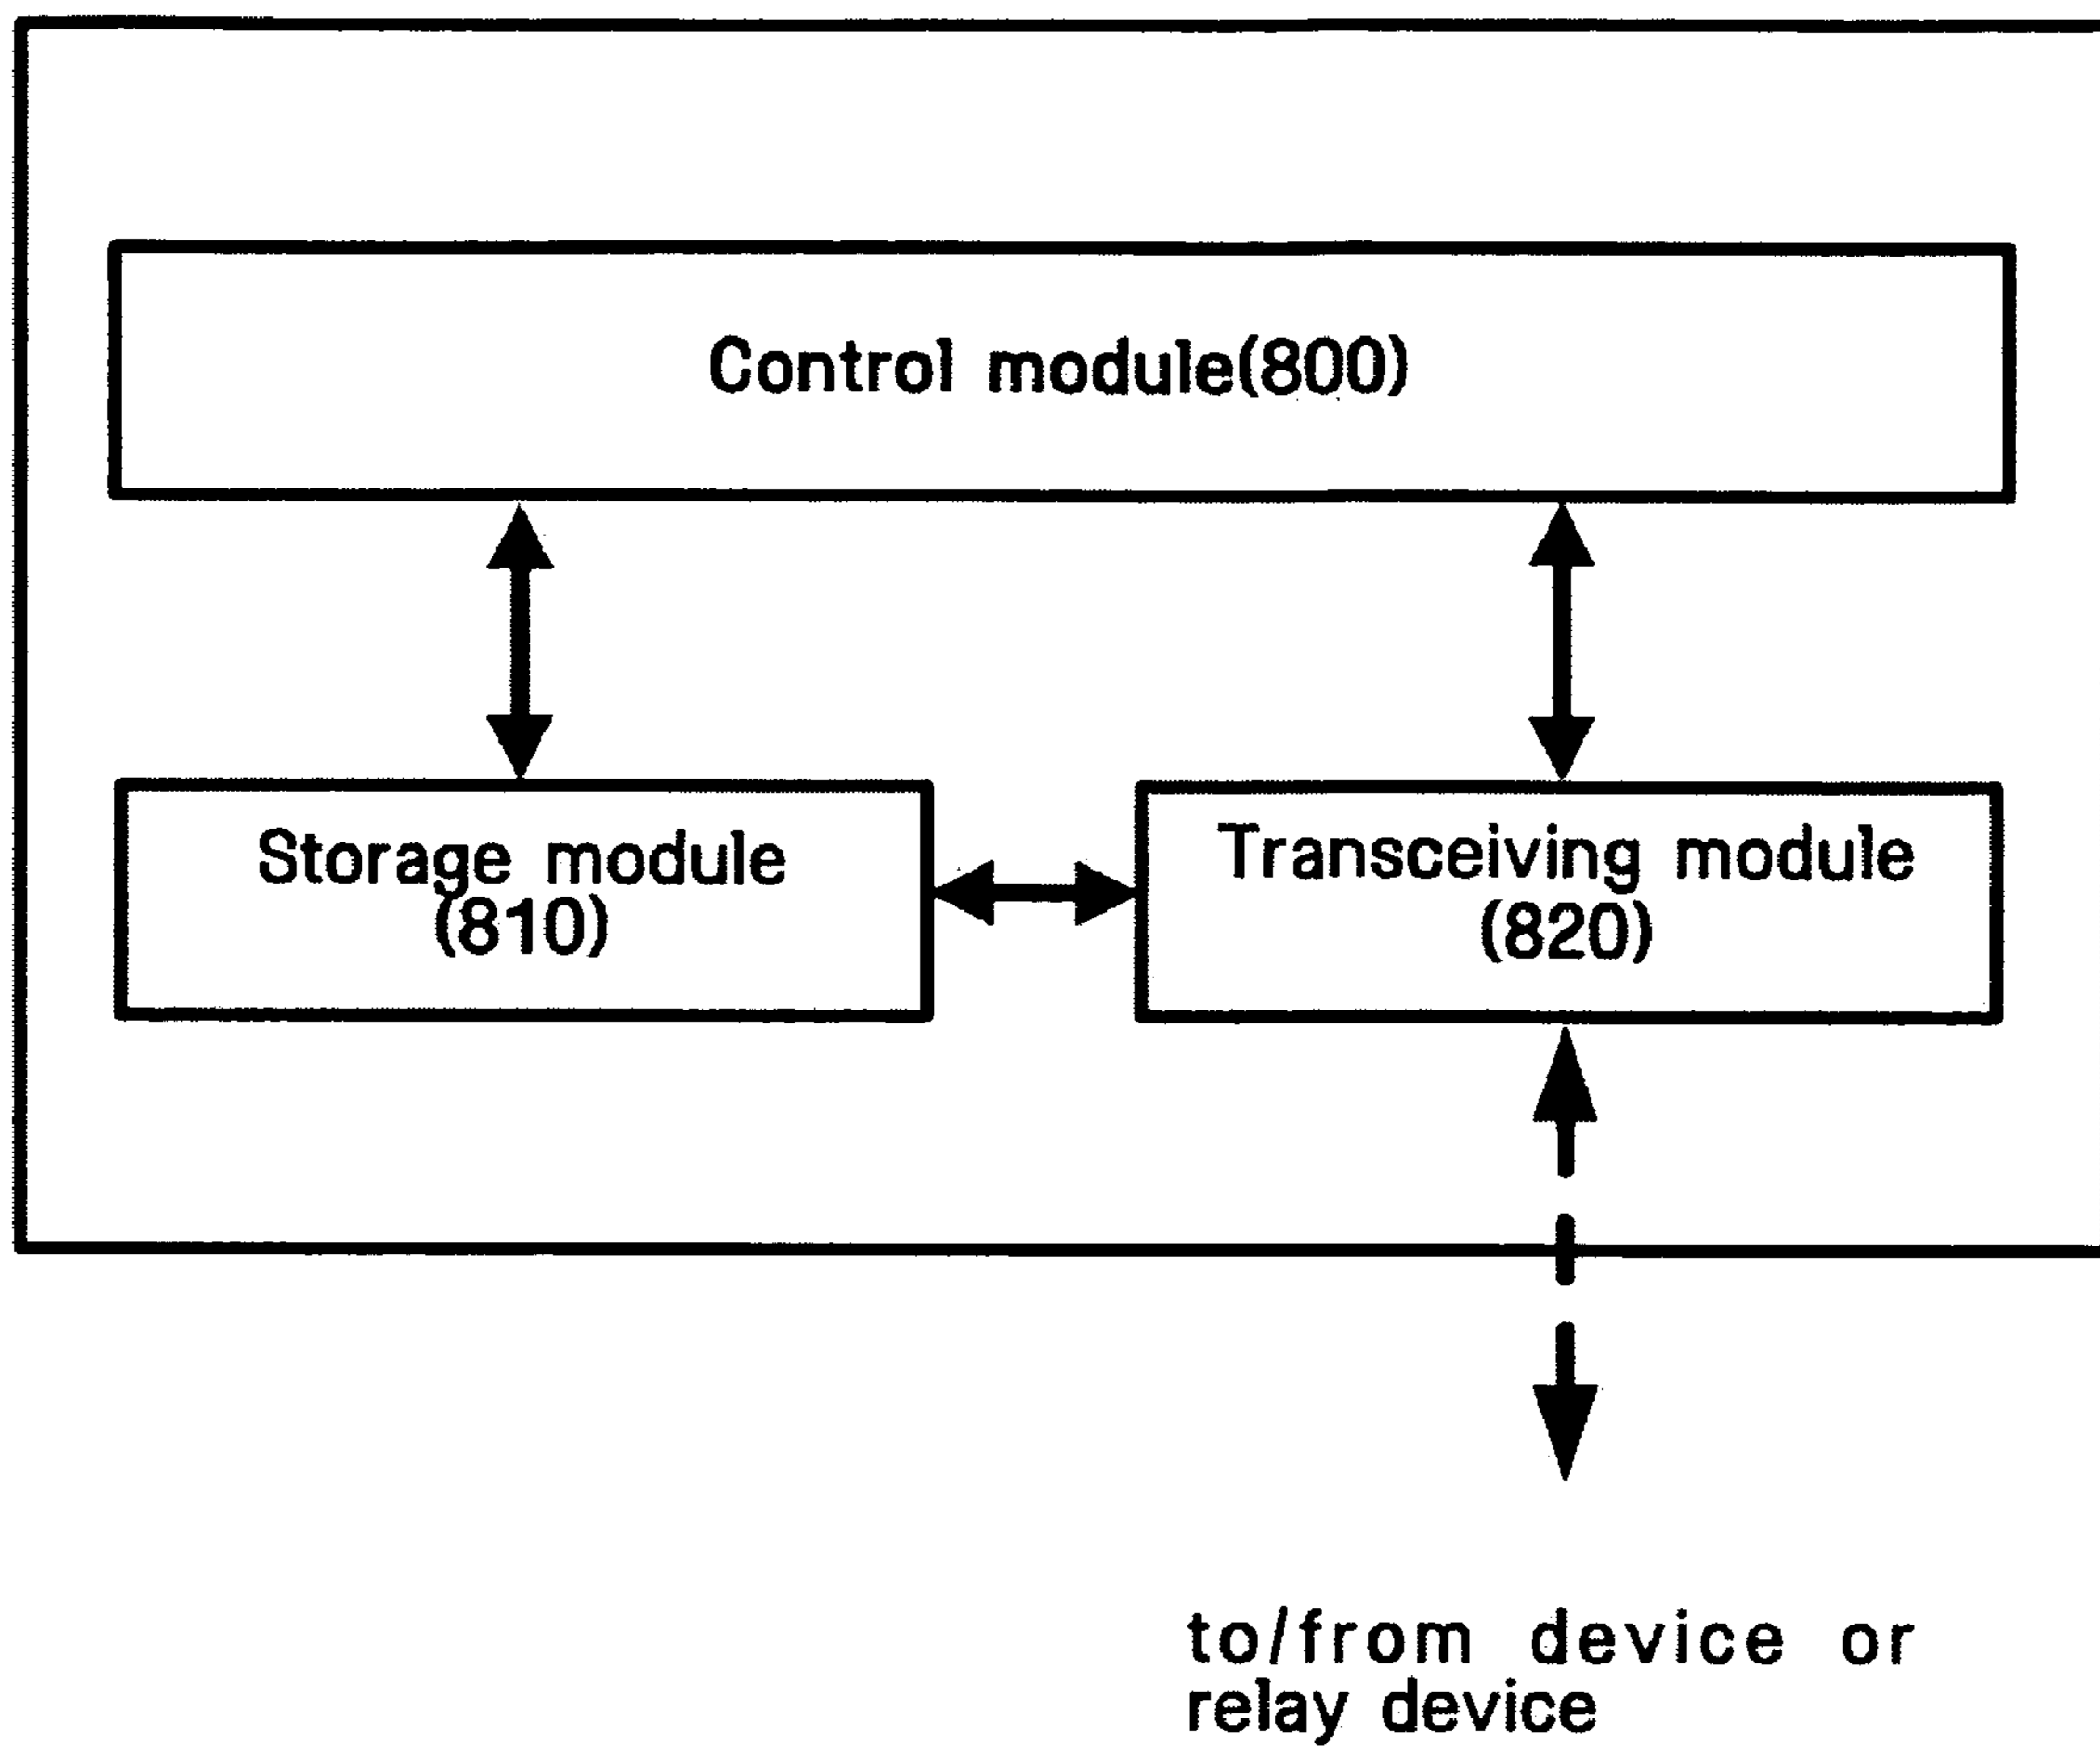 Control module(800)
Storage module
(810)
Transceiving module
(820)
to/from device or
relay device